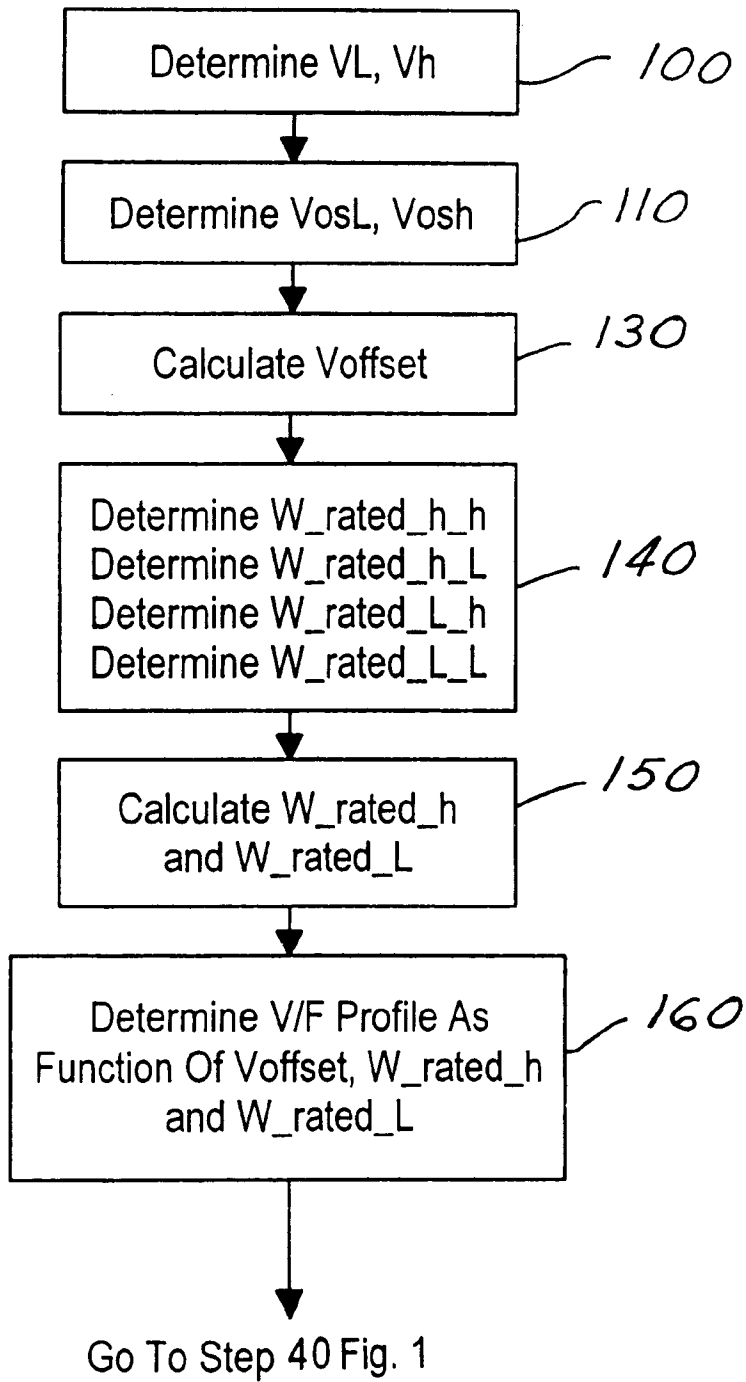 Determine VL, Vh
100
Determine VosL, Vosh
110
Calculate Voffset
130
Determine W_rated_h_h
Determine W_rated_h_L
Determine W_rated_L_h
Determine W_rated_L_L
140
Calculate W_rated_h
and W_rated_L
150
Determine V/F Profile As
Function Of Voffset, W_rated_h
and W_rated_L
160
Go To Step 40 Fig. 1